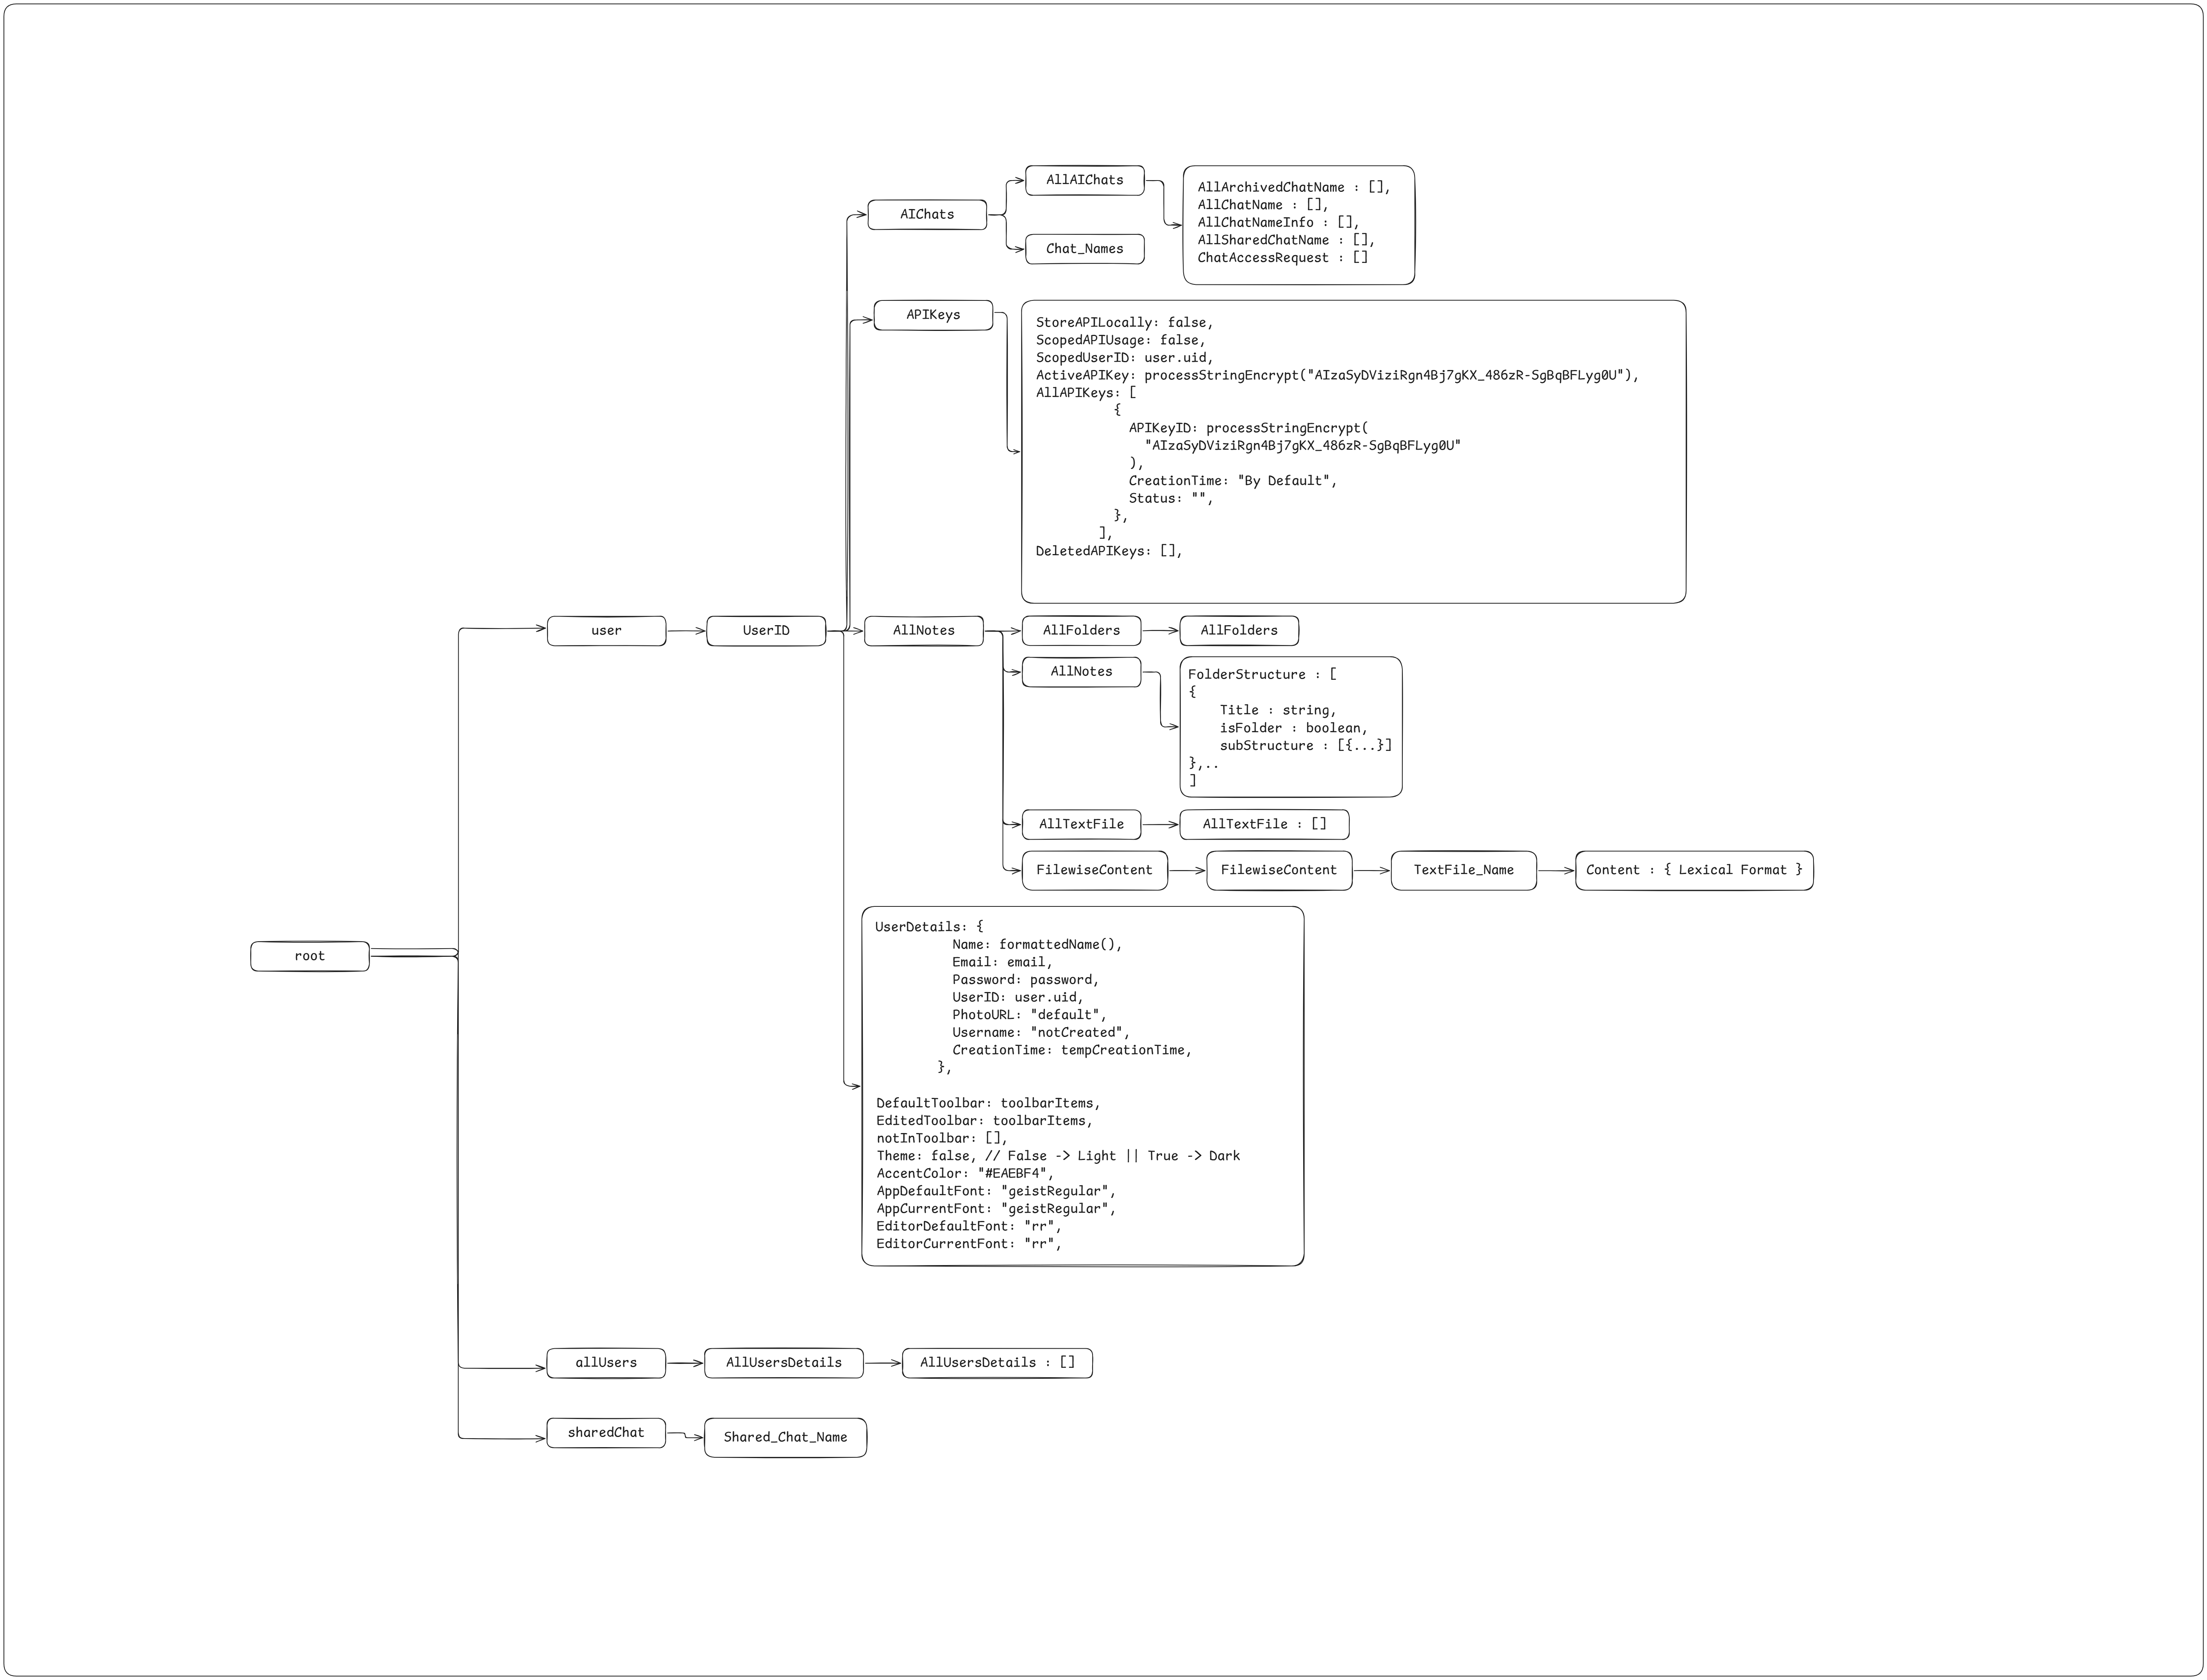 AllAIChats
AllArchivedChatName : [],
AllChatName : [],
AllChatNameInfo : [],
AllSharedChatName : [],
ChatAccessRequest : []
AIChats
Chat_Names
APIKeys
StoreAPILocally: false,
ScopedAPIUsage: false,
ScopedUserID: user.uid,
ActiveAPIKey: processStringEncrypt("AIzaSyDViziRgn4Bj7gKX_486zR-SgBqBFLyg0U"),
AllAPIKeys: [
{
APIKeyID: processStringEncrypt(
"AIzaSyDViziRgn4Bj7gKX_486zR-SgBqBFLyg0U"
),
CreationTime: "By Default",
Status: "",
},
],
DeletedAPIKeys: [],
user
UserID
AllNotes
AllFolders
AllFolders
AllNotes
FolderStructure : [
{
Title : string,
isFolder : boolean,
subStructure : [{...}]
},..
]
AllTextFile
AllTextFile : []
FilewiseContent
FilewiseContent
TextFile_Name
Content : { Lexical Format }
UserDetails: {
Name: formattedName(),
Email: email,
Password: password,
UserID: user.uid,
PhotoURL: "default",
Username: "notCreated",
CreationTime: tempCreationTime,
},
DefaultToolbar: toolbarItems,
EditedToolbar: toolbarItems,
notInToolbar: [],
Theme: false, // False -> Light || True -> Dark
AccentColor: "#EAEBF4",
AppDefaultFont: "geistRegular",
AppCurrentFont: "geistRegular",
EditorDefaultFont: "rr",
EditorCurrentFont: "rr",
root
allUsers
AllUsersDetails
AllUsersDetails : []
sharedChat
Shared_Chat_Name